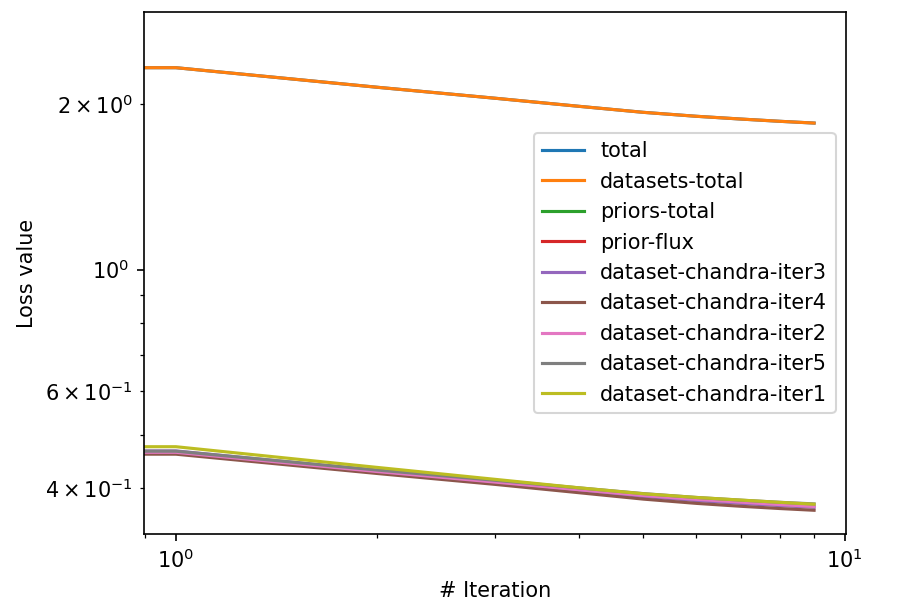 2 × 10⁰
10⁰
6 × 10⁻¹
4 × 10⁻¹
Loss value
total
datasets-total
priors-total
prior-flux
dataset-chandra-iter3
dataset-chandra-iter4
dataset-chandra-iter2
dataset-chandra-iter5
dataset-chandra-iter1
10⁰
10¹
# Iteration